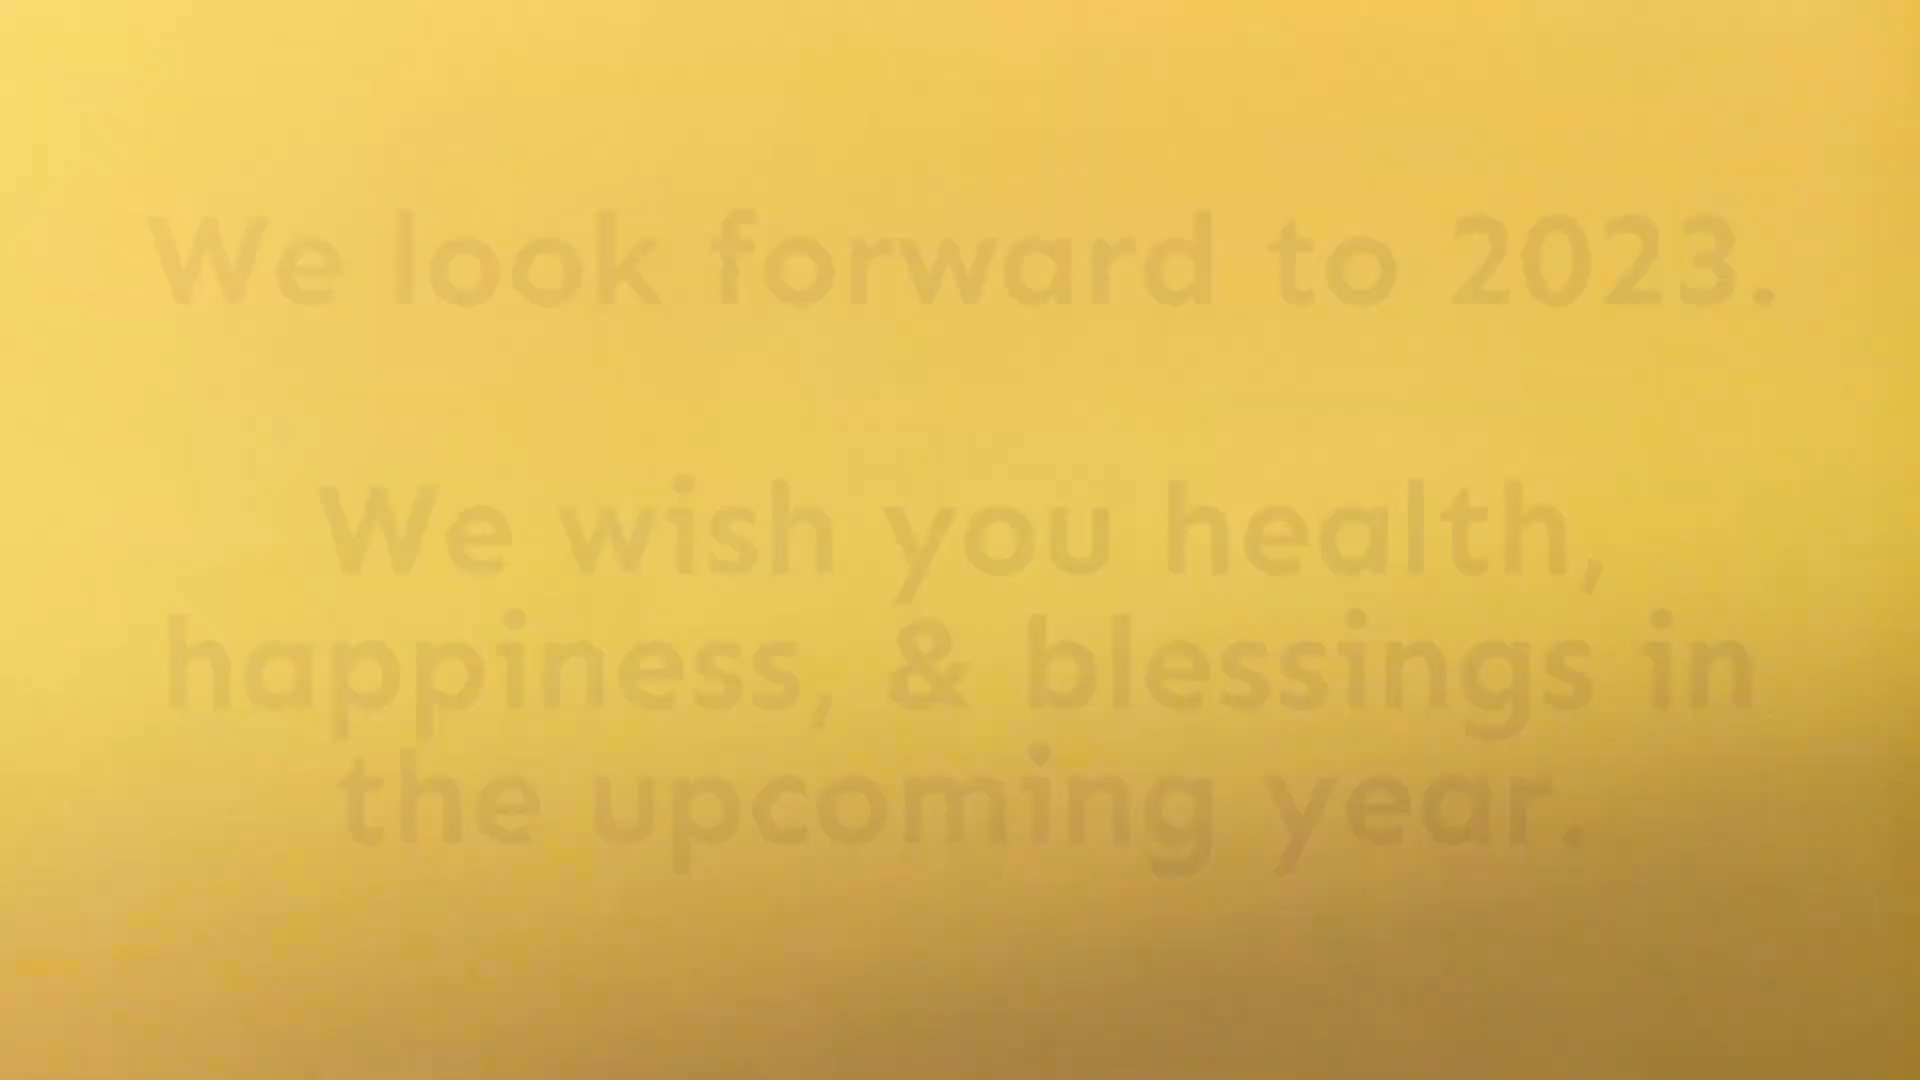 We look forward to 2023.
We wish you health,
happiness, & blessings in
the upcoming year.